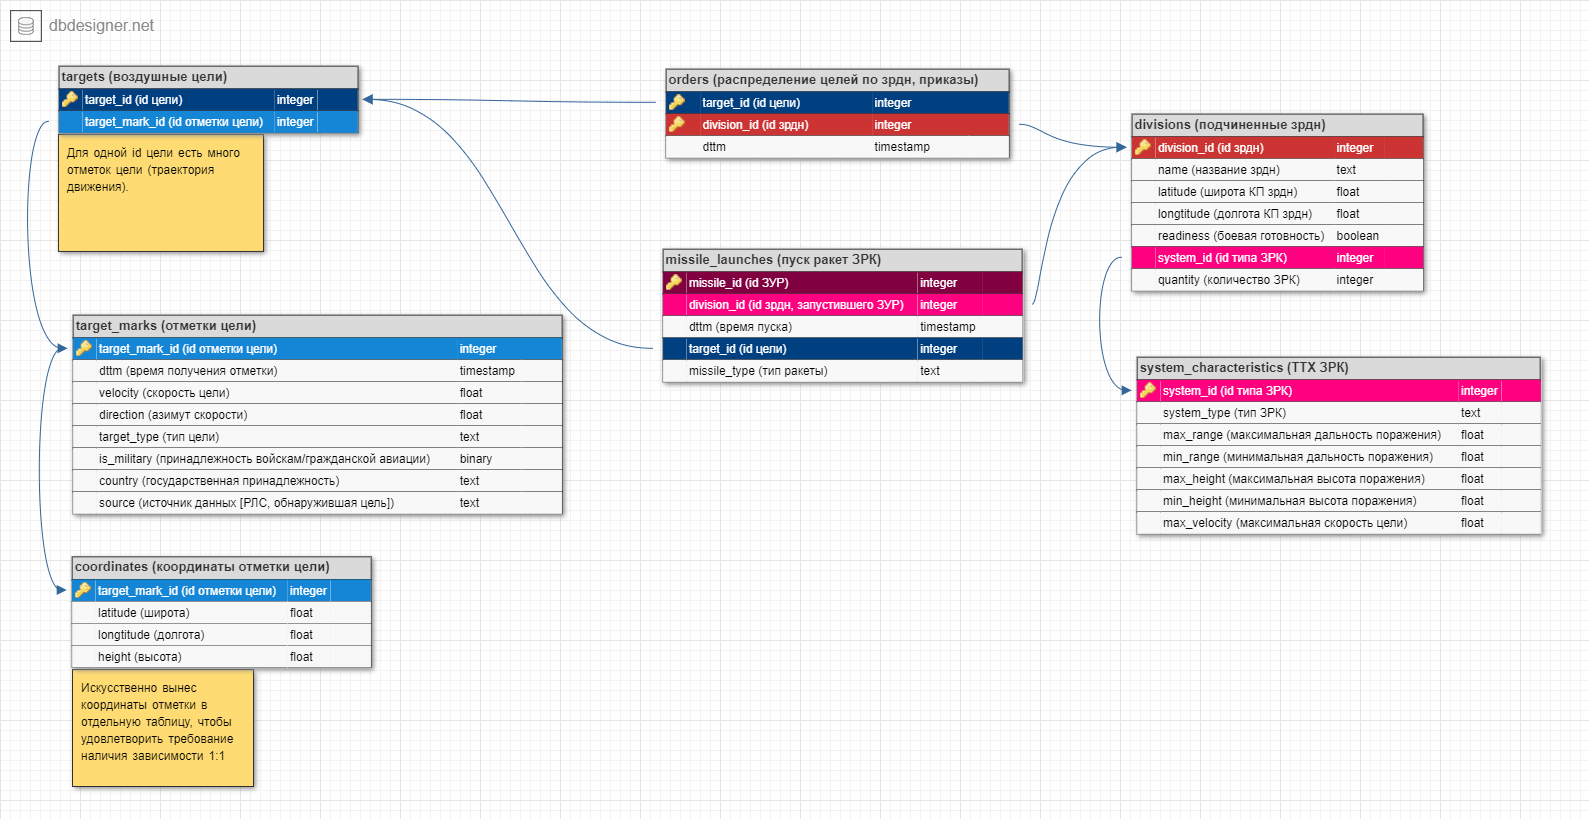 dbdesigner.net
targets (воздушные цели)
target_id (id цели) integer
target_mark_id (id отметки цели) integer
Для одной id цели есть много
отметок цели (траектория
движения).
target_marks (отметки цели)
target_mark_id (id отметки цели) integer
dttm (время получения отметки) timestamp
velocity (скорость цели) float
direction (азимут скорости) float
target_type (тип цели) text
is_military (принадлежность войскам/гражданской авиации) binary
country (государственная принадлежность) text
source (источник данных [РЛС, обнаружившая цель]) text
coordinates (координаты отметки цели)
target_mark_id (id отметки цели) integer
latitude (широта) float
longtitude (долгота) float
height (высота) float
Искусственно вынес
координаты отметки в
отдельную таблицу, чтобы
удовлетворить требование
наличия зависимости 1:1
orders (распределение целей по зрдн, приказы)
target_id (id цели) integer
division_id (id зрдн) integer
dttm timestamp
missile_launches (пуск ракет ЗРК)
missile_id (id ЗУР) integer
division_id (id зрдн, запустившего ЗУР) integer
dttm (время пуска) timestamp
target_id (id цели) integer
missile_type (тип ракеты) text
divisions (подчиненные зрдн)
division_id (id зрдн) integer
name (название зрдн) text
latitude (широта КП зрдн) float
longtitude (долгота КП зрдн) float
readiness (боевая готовность) boolean
system_id (id типа ЗРК) integer
quantity (количество ЗРК) integer
system_characteristics (ТТХ ЗРК)
system_id (id типа ЗРК) integer
system_type (тип ЗРК) text
max_range (максимальная дальность поражения) float
min_range (минимальная дальность поражения) float
max_height (максимальная высота поражения) float
min_height (минимальная высота поражения) float
max_velocity (максимальная скорость цели) float